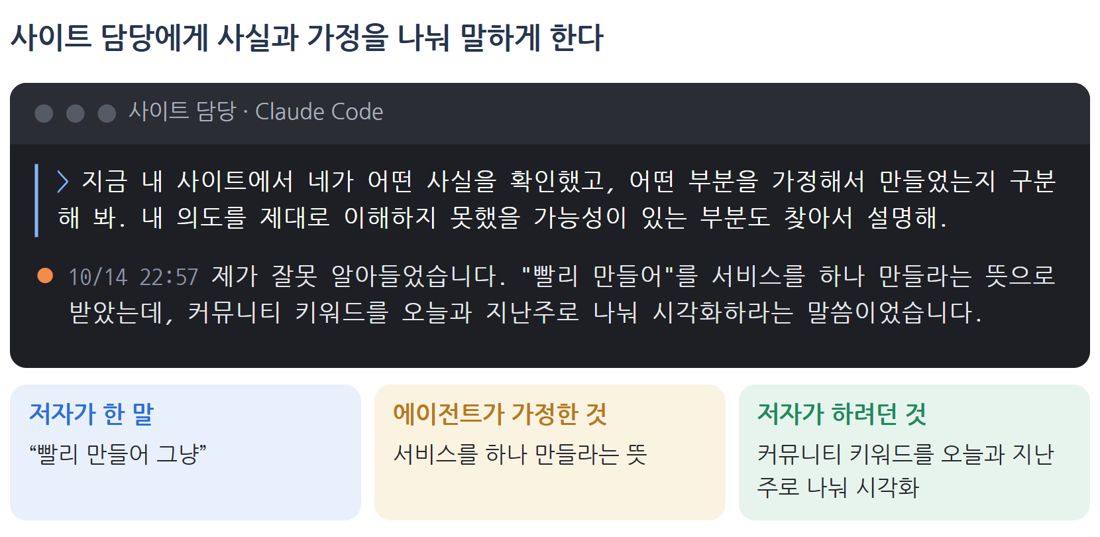 사이트 담당에게 사실과 가정을 나눠 말하게 한다
사이트 담당 · Claude Code
> 지금 내 사이트에서 네가 어떤 사실을 확인했고, 어떤 부분을 가정해서 만들었는지 구분
해 봐. 내 의도를 제대로 이해하지 못했을 가능성이 있는 부분도 찾아서 설명해.
10/14 22:57 제가 잘못 알아들었습니다. "빨리 만들어"를 서비스를 하나 만들라는 뜻으로
받았는데, 커뮤니티 키워드를 오늘과 지난주로 나눠 시각화하라는 말씀이었습니다.
저자가 한 말
“빨리 만들어 그냥”
에이전트가 가정한 것
서비스를 하나 만들라는 뜻
저자가 하려던 것
커뮤니티 키워드를 오늘과 지난
주로 나눠 시각화